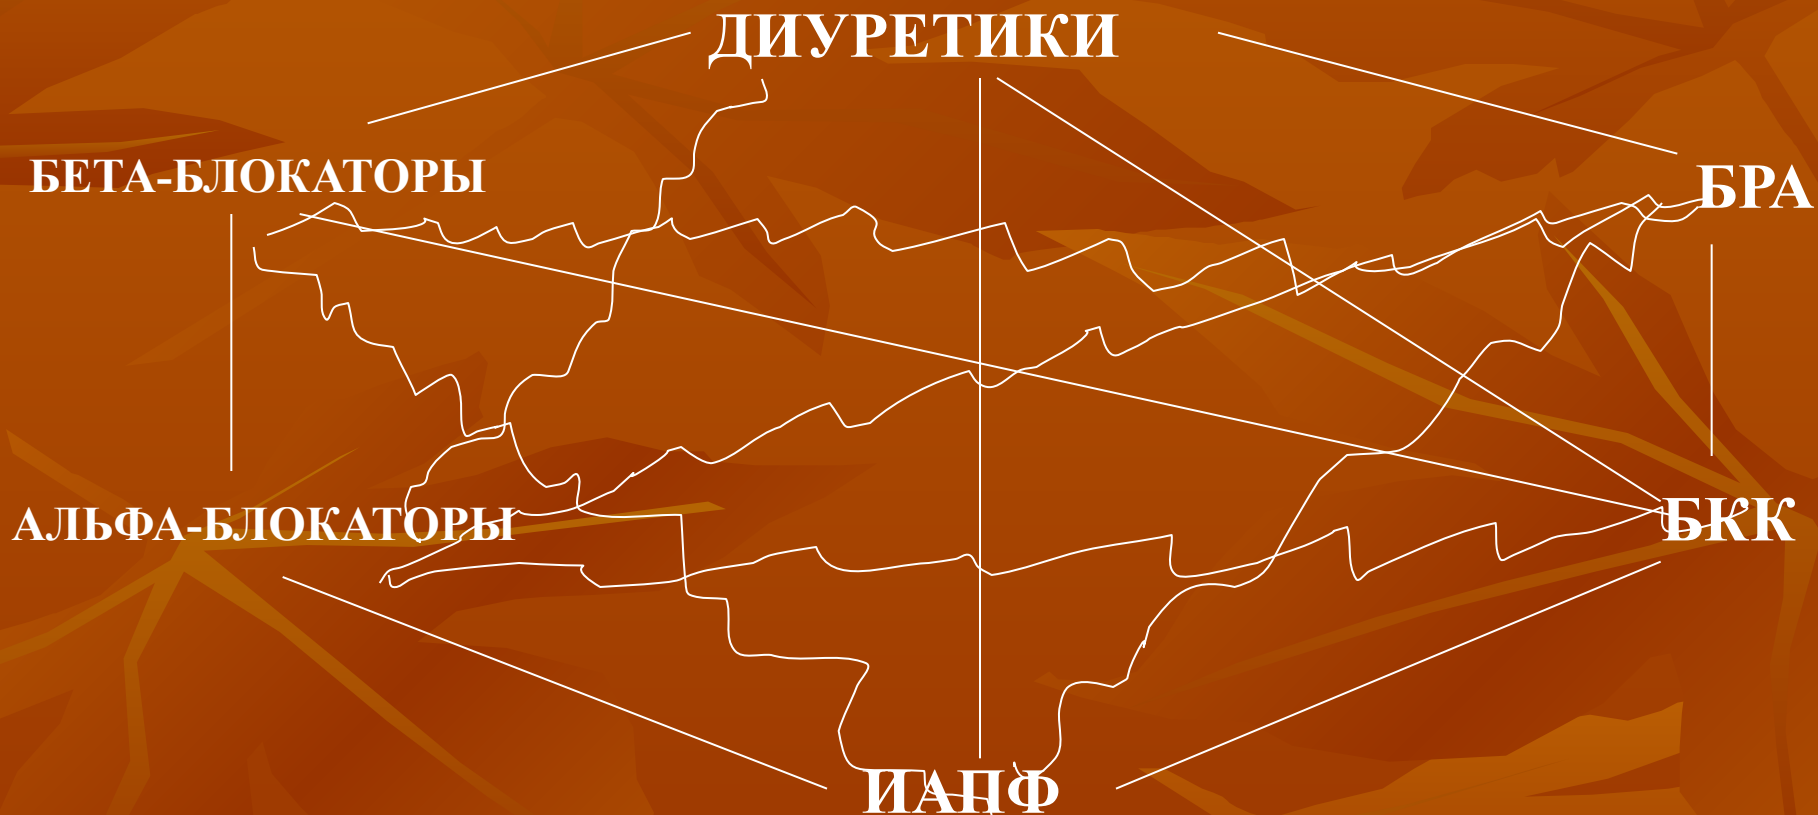 ДИУРЕТИКИ
БЕТА-БЛОКАТОРЫ
БРА
АЛЬФА-БЛОКАТОРЫ
БКК
ИАПФ